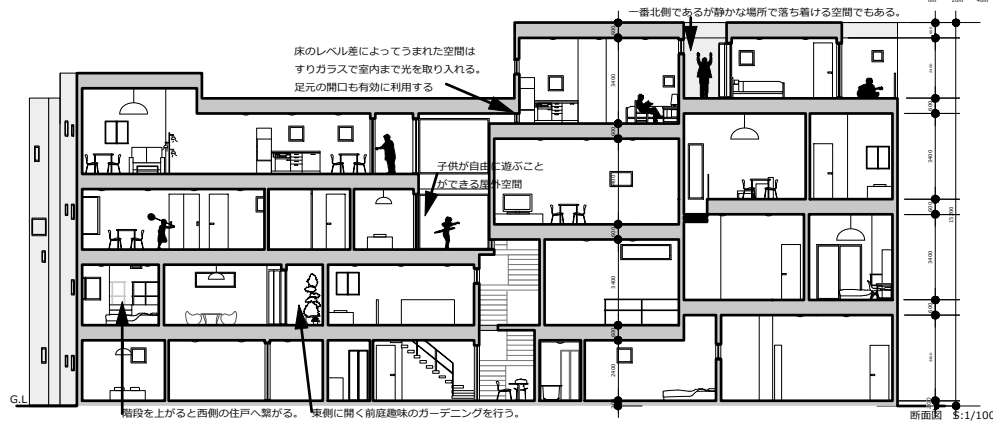 一番北側であるが静かな場所で落ち着ける空間でもある。
床のレベル差によってうまれた空間は
すりガラスで室内まで光を取り入れる。
足元の開口も有効に利用する
子供が自由に遊ぶこと
ができる屋外空間
3400
3400
3400
3400
2400
G.L
階段を上がると西側の住戸へ繋がる。 東側に開く前庭趣味のガーデニングを行う。
断面図 S:1/100